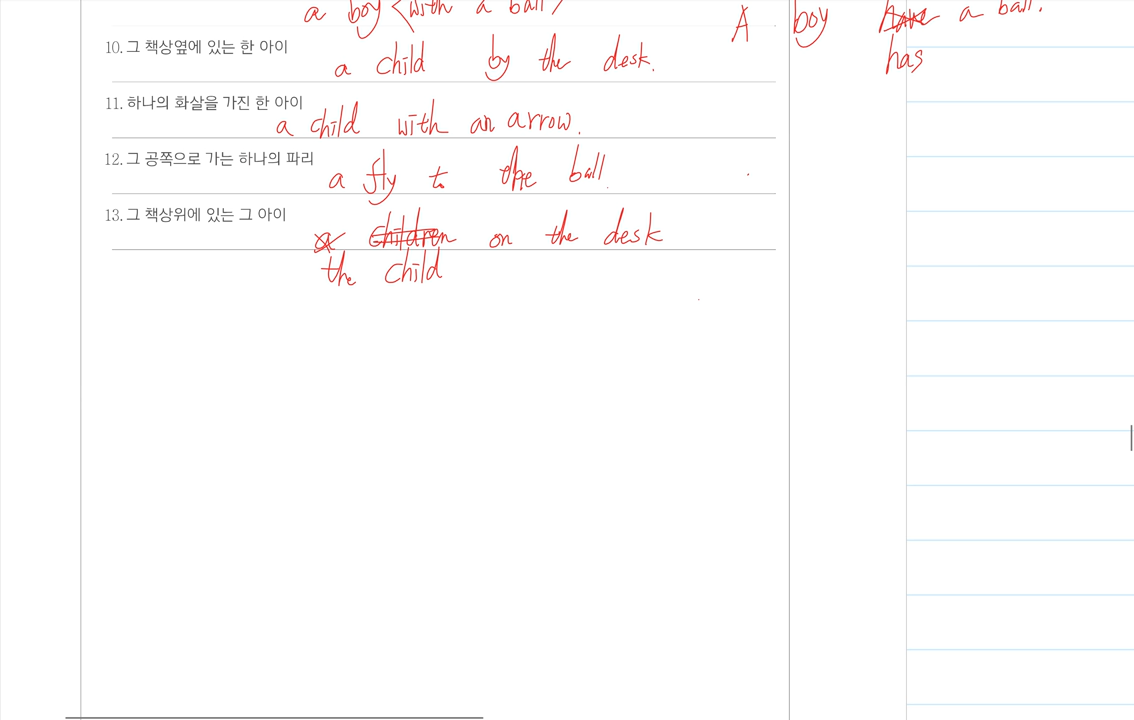 a boy <with a ball>
A boy have a ball.
has
10. 그 책상옆에 있는 한 아이
a child by the desk.
11. 하나의 화살을 가진 한 아이
a child with an arrow.
12. 그 공쪽으로 가는 하나의 파리
a fly to the ball
13. 그 책상위에 있는 그 아이
a children on the desk
the child